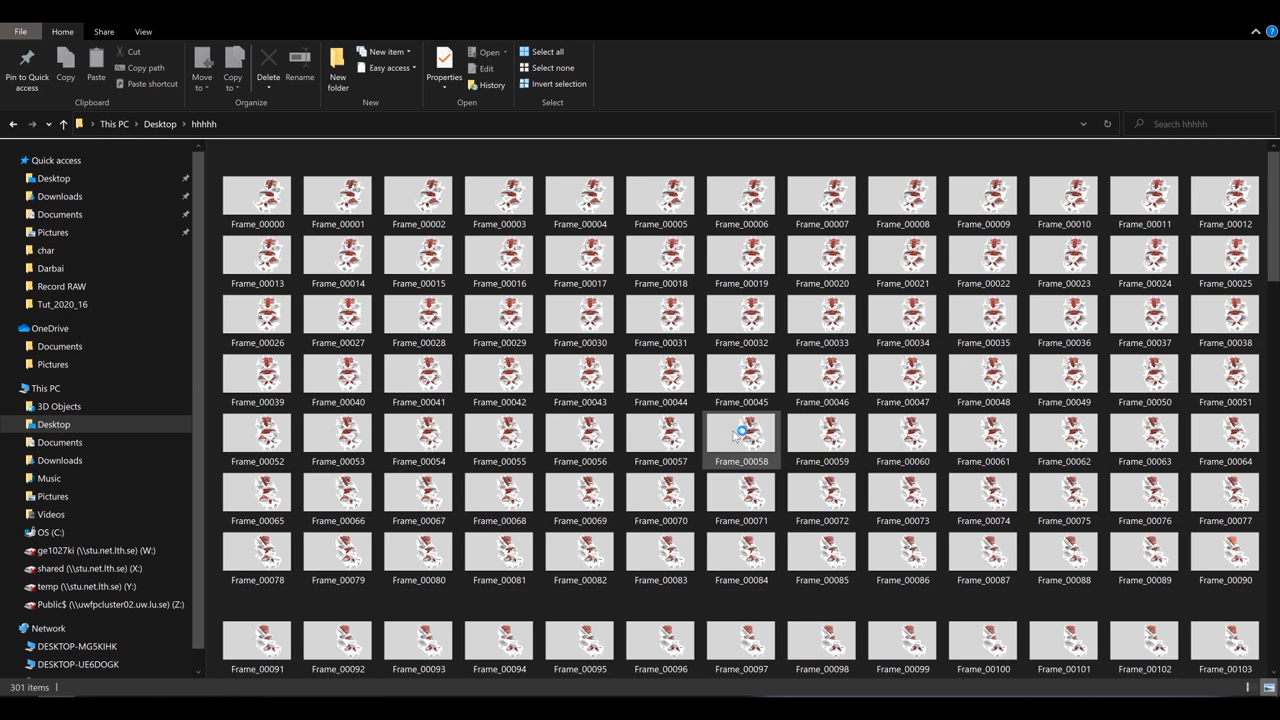 File Home Share View
Pin to Quick access
Copy
Paste
Cut
Copy path
Paste shortcut
Clipboard
Move to
Copy to
Delete
Rename
Organize
New folder
New item
Easy access
New
Properties
Open
Edit
History
Open
Select all
Select none
Invert selection
Select
This PC Desktop hhhhh
Search hhhhh
Quick access
Desktop
Downloads
Documents
Pictures
char
Darbai
Record RAW
Tut_2020_16
OneDrive
Documents
Pictures
This PC
3D Objects
Desktop
Documents
Downloads
Music
Pictures
Videos
OS (C:)
ge1027ki (\\stu.net.lth.se) (W:)
shared (\\stu.net.lth.se) (X:)
temp (\\stu.net.lth.se) (Y:)
Public$ (\\uwfpcluster02.uw.lu.se) (Z:)
Network
DESKTOP-MG5KIHK
DESKTOP-UE6DOGK
Frame_00000 Frame_00001 Frame_00002 Frame_00003 Frame_00004 Frame_00005 Frame_00006 Frame_00007 Frame_00008 Frame_00009 Frame_00010 Frame_00011 Frame_00012
Frame_00013 Frame_00014 Frame_00015 Frame_00016 Frame_00017 Frame_00018 Frame_00019 Frame_00020 Frame_00021 Frame_00022 Frame_00023 Frame_00024 Frame_00025
Frame_00026 Frame_00027 Frame_00028 Frame_00029 Frame_00030 Frame_00031 Frame_00032 Frame_00033 Frame_00034 Frame_00035 Frame_00036 Frame_00037 Frame_00038
Frame_00039 Frame_00040 Frame_00041 Frame_00042 Frame_00043 Frame_00044 Frame_00045 Frame_00046 Frame_00047 Frame_00048 Frame_00049 Frame_00050 Frame_00051
Frame_00052 Frame_00053 Frame_00054 Frame_00055 Frame_00056 Frame_00057 Frame_00058 Frame_00059 Frame_00060 Frame_00061 Frame_00062 Frame_00063 Frame_00064
Frame_00065 Frame_00066 Frame_00067 Frame_00068 Frame_00069 Frame_00070 Frame_00071 Frame_00072 Frame_00073 Frame_00074 Frame_00075 Frame_00076 Frame_00077
Frame_00078 Frame_00079 Frame_00080 Frame_00081 Frame_00082 Frame_00083 Frame_00084 Frame_00085 Frame_00086 Frame_00087 Frame_00088 Frame_00089 Frame_00090
Frame_00091 Frame_00092 Frame_00093 Frame_00094 Frame_00095 Frame_00096 Frame_00097 Frame_00098 Frame_00099 Frame_00100 Frame_00101 Frame_00102 Frame_00103
301 items